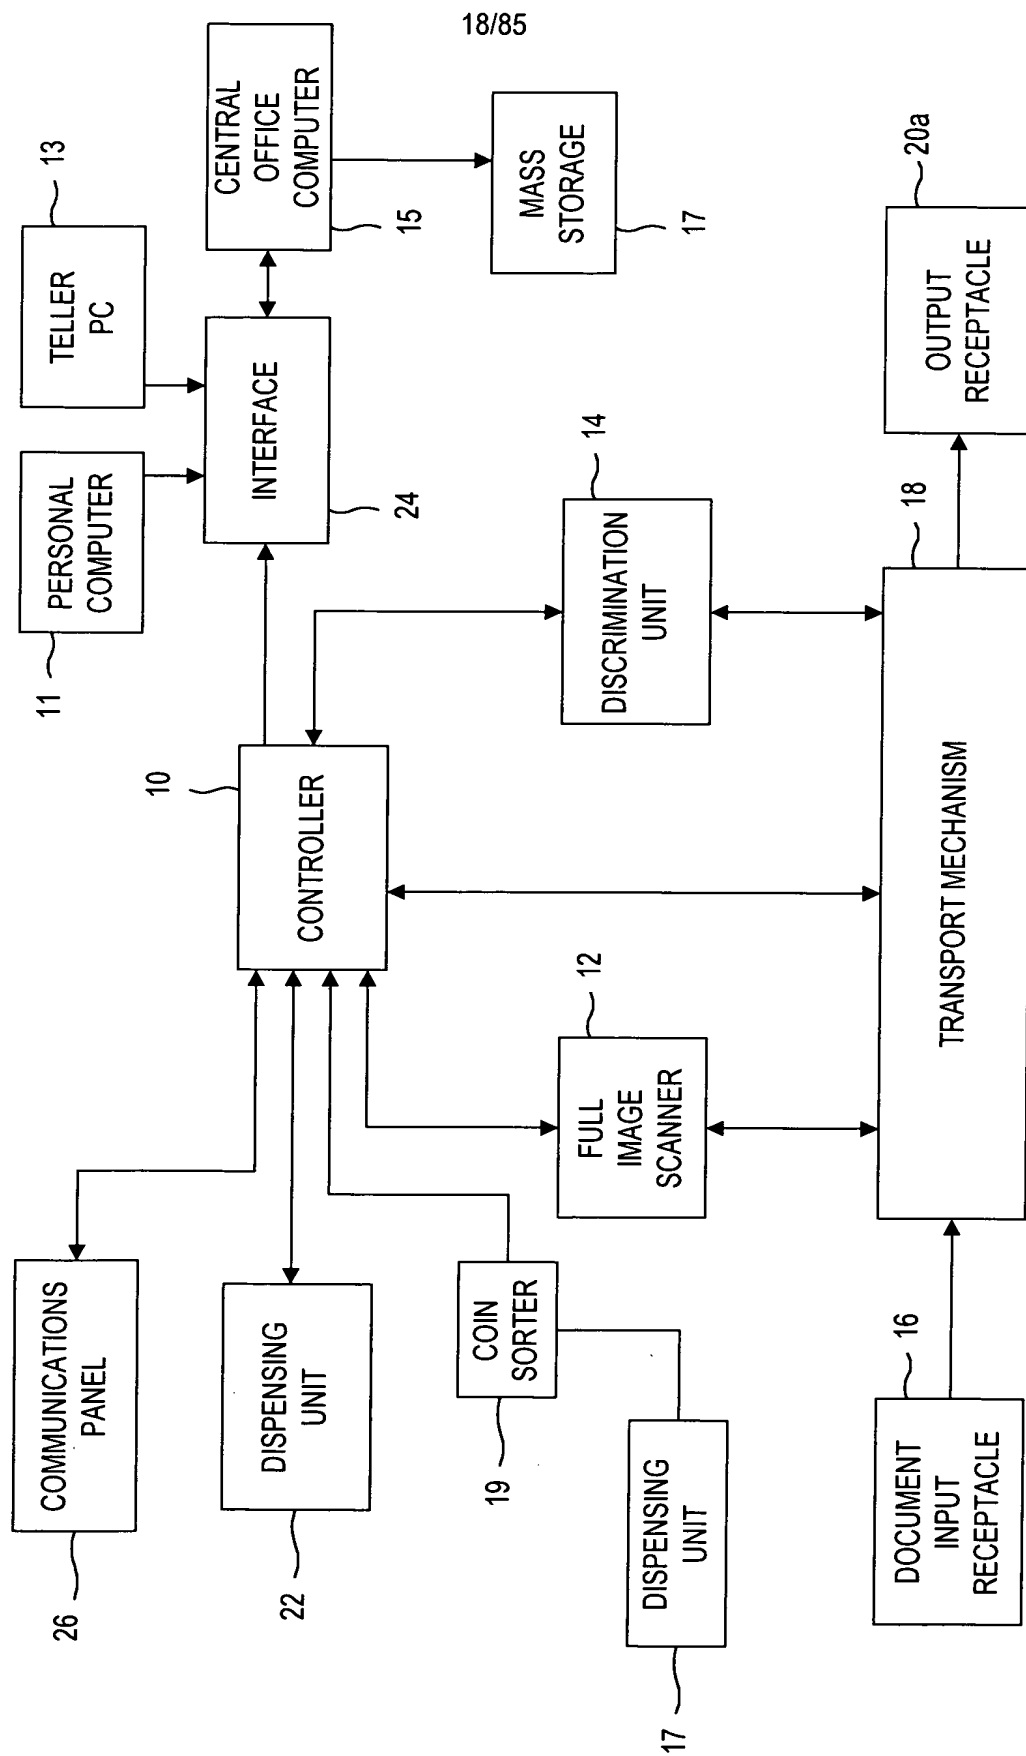 18/85
26
COMMUNICATIONS
PANEL
11
PERSONAL
COMPUTER
TELLER
PC
13
22
DISPENSING
UNIT
10
CONTROLLER
INTERFACE
24
CENTRAL
OFFICE
COMPUTER
15
19
COIN
SORTER
MASS
STORAGE
17
17
DISPENSING
UNIT
FULL
IMAGE
SCANNER
12
DISCRIMINATION
UNIT
14
DOCUMENT
INPUT
RECEPTACLE
16
TRANSPORT MECHANISM
18
OUTPUT
RECEPTACLE
20a